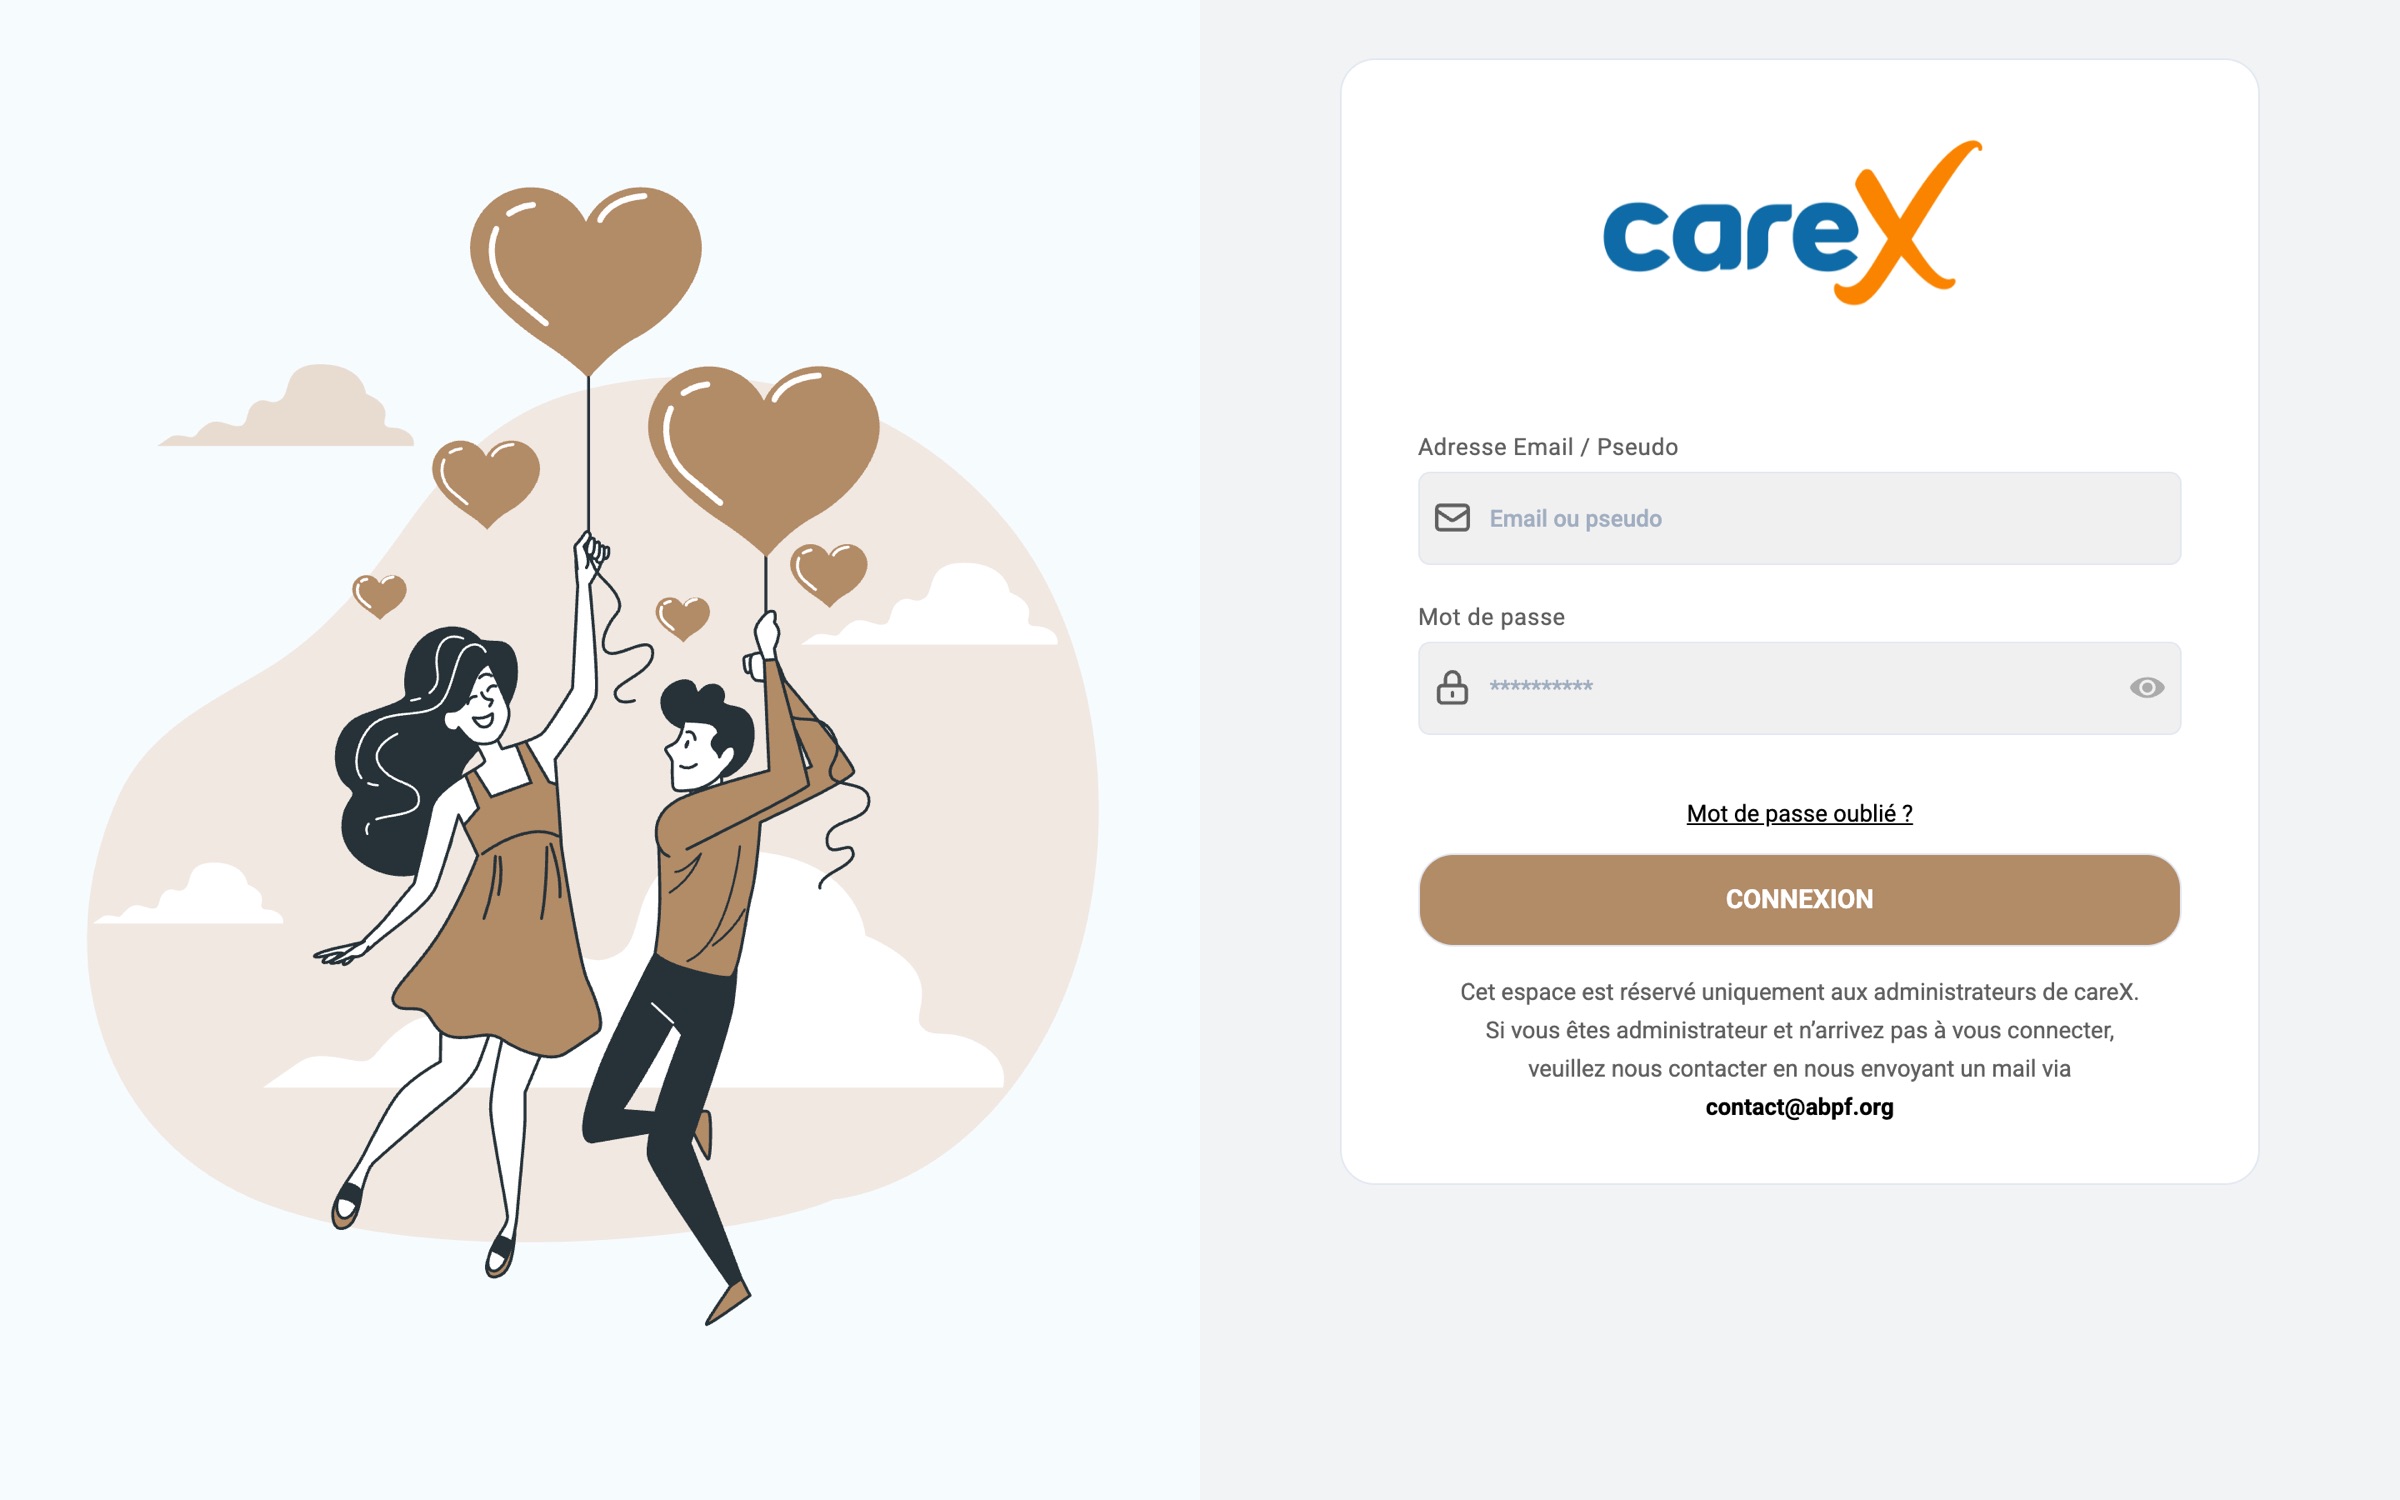 careX
Adresse Email / Pseudo
Email ou pseudo
Mot de passe
**********
Mot de passe oublié ?
CONNEXION
Cet espace est réservé uniquement aux administrateurs de careX.
Si vous êtes administrateur et n’arrivez pas à vous connecter,
veuillez nous contacter en nous envoyant un mail via
contact@abpf.org